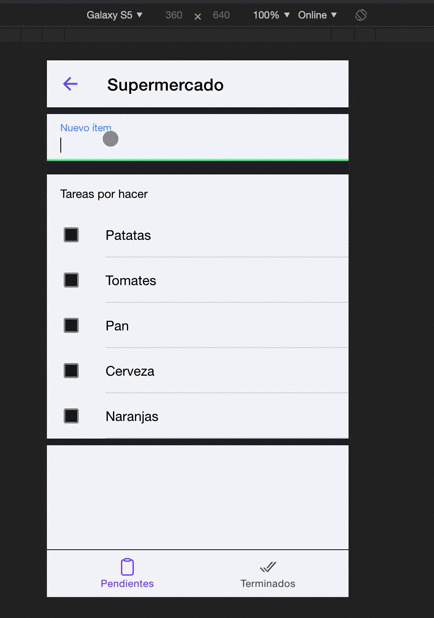 Galaxy S5 ▼ 360 × 640 100% ▼ Online ▼
Supermercado
Nuevo ítem
Tareas por hacer
Patatas
Tomates
Pan
Cerveza
Naranjas
Pendientes Terminados